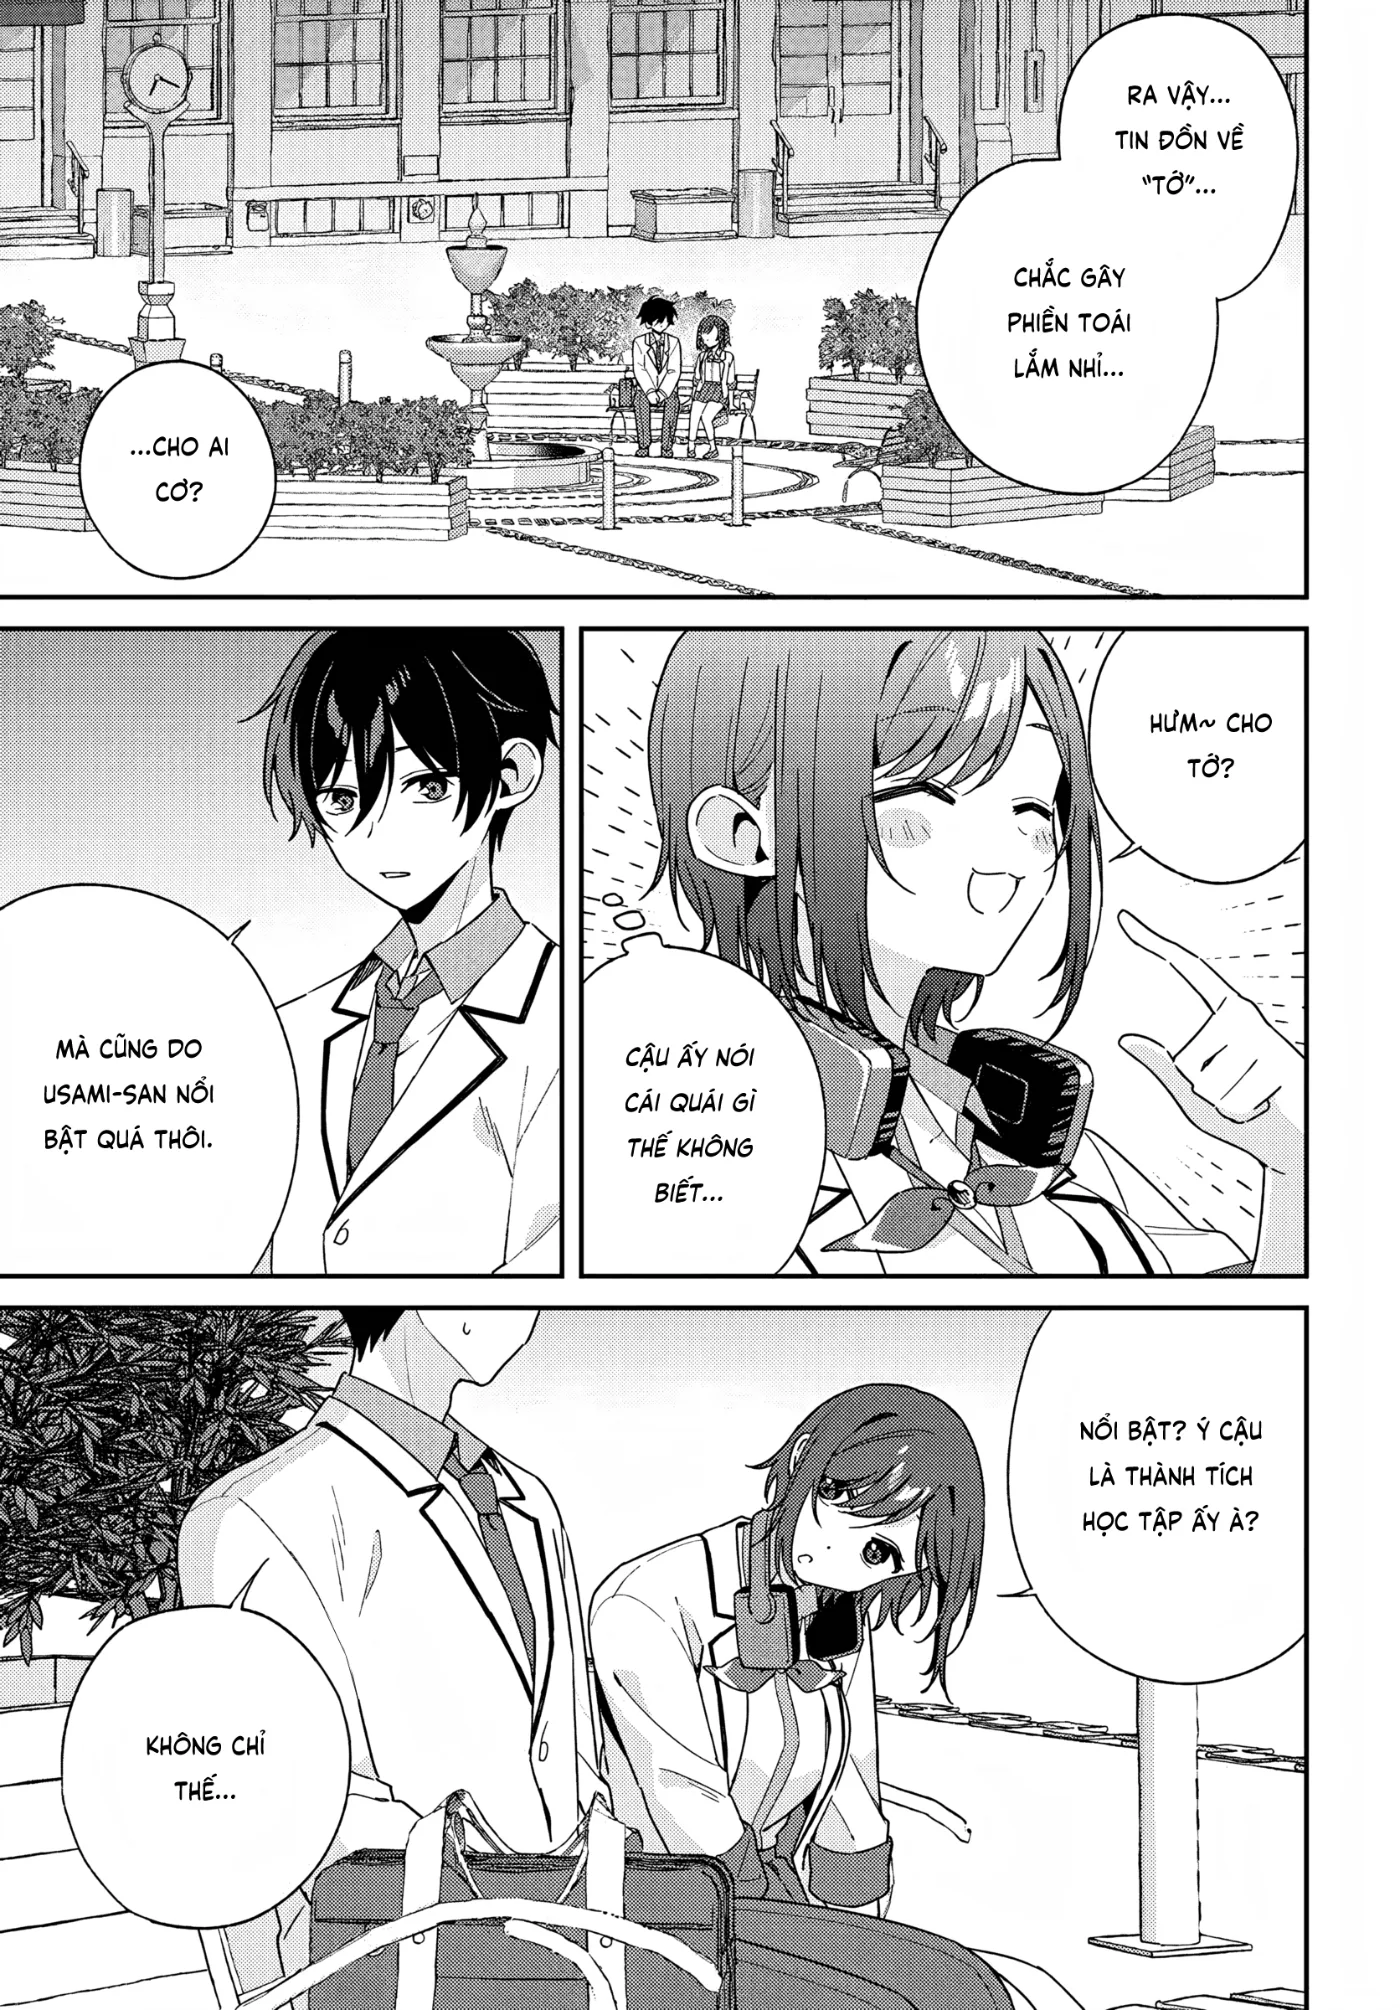 RA VẬY...
TIN ĐỒN VỀ
“TỚ”...
CHẮC GÂY
PHIỀN TOÁI
LẮM NHỈ...
...CHO AI
CƠ?
HƯM~ CHO
TỚ?
CẬU ẤY NÓI
CÁI QUÁI GÌ
THẾ KHÔNG
BIẾT...
MÀ CŨNG DO
USAMI-SAN NỔI
BẬT QUÁ THÔI.
NỔI BẬT? Ý CẬU
LÀ THÀNH TÍCH
HỌC TẬP ẤY À?
KHÔNG CHỈ
THẾ...